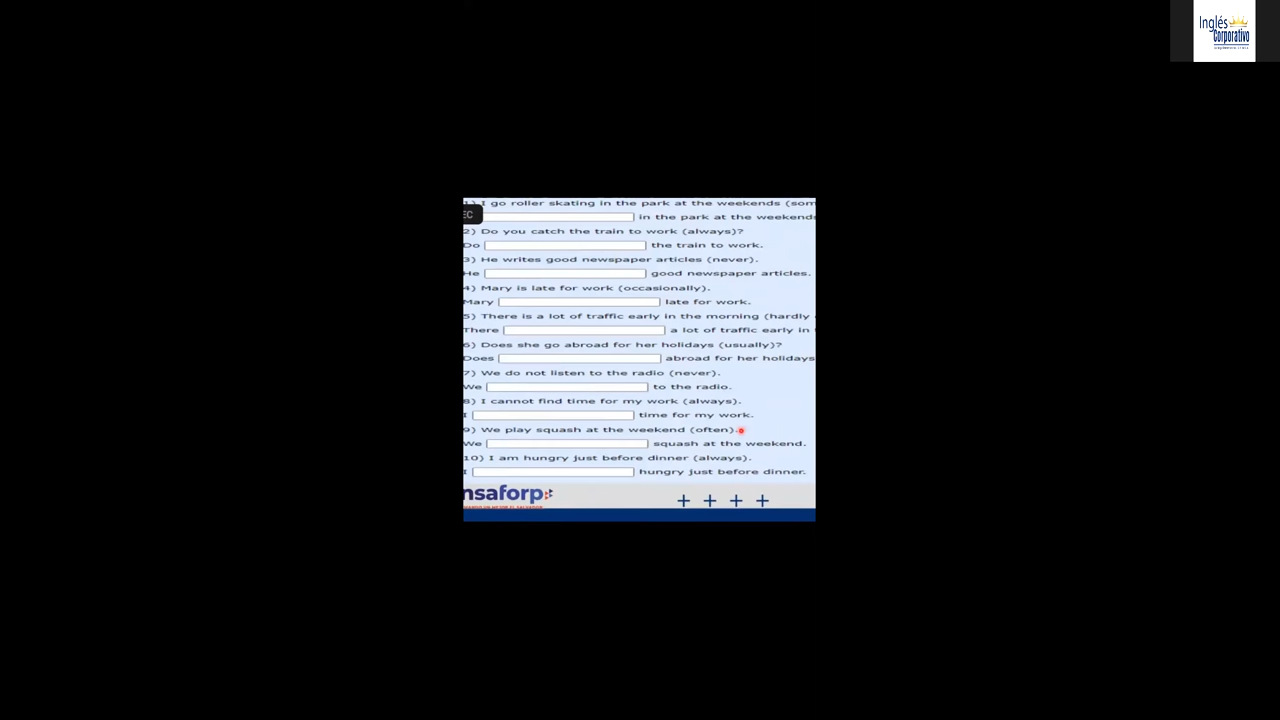 Inglés
Corporativo
1) I go roller skating in the park at the weekends (som
EC
in the park at the weekends
2) Do you catch the train to work (always)?
Do the train to work.
3) He writes good newspaper articles (never).
He good newspaper articles.
4) Mary is late for work (occasionally).
Mary late for work.
5) There is a lot of traffic early in the morning (hardly
There a lot of traffic early in
6) Does she go abroad for her holidays (usually)?
Does abroad for her holidays
7) We do not listen to the radio (never).
We to the radio.
8) I cannot find time for my work (always).
I time for my work.
9) We play squash at the weekend (often).
We squash at the weekend.
10) I am hungry just before dinner (always).
I hungry just before dinner.
nsaforp
+ + + +